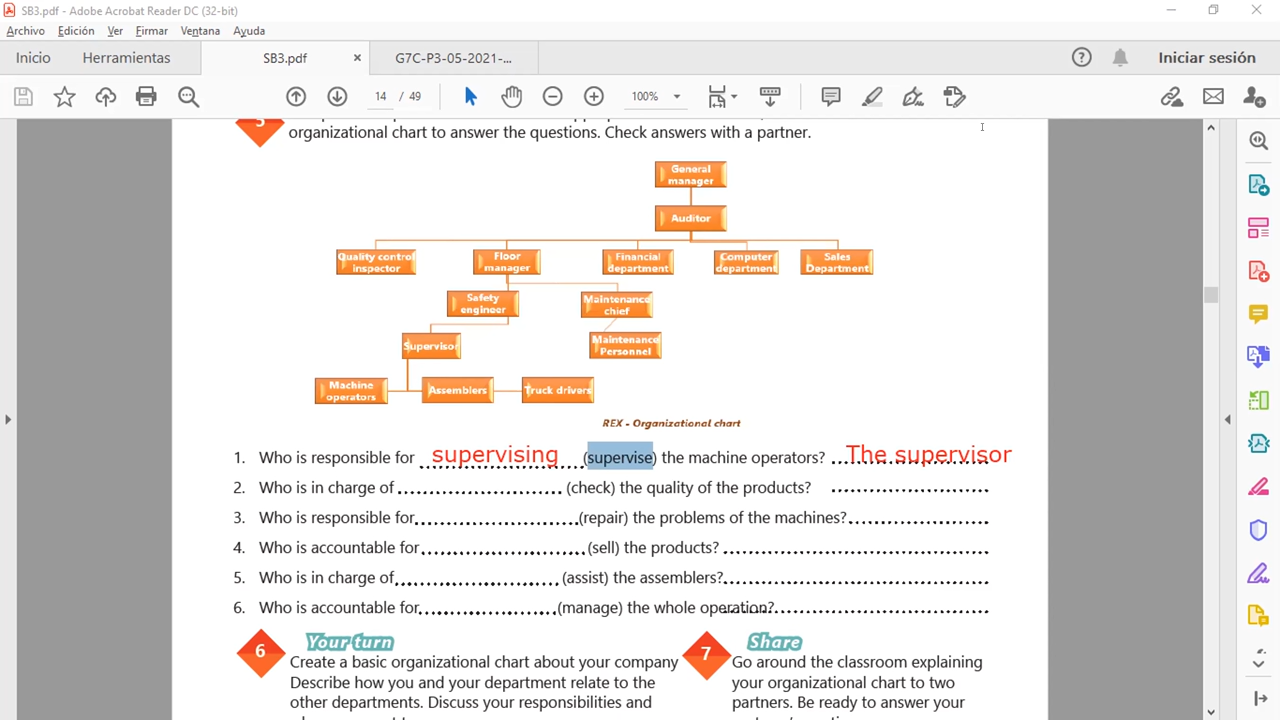 SB3.pdf - Adobe Acrobat Reader DC (32-bit)
Archivo Edición Ver Firmar Ventana Ayuda
Inicio Herramientas SB3.pdf × G7C-P3-05-2021-... Iniciar sesión
14 / 49 100%
5
organizational chart to answer the questions. Check answers with a partner.
General manager
Auditor
Quality control inspector
Floor manager
Financial department
Computer department
Sales Department
Safety engineer
Maintenance chief
Supervisor
Maintenance Personnel
Machine operators
Assemblers
Truck drivers
REX - Organizational chart
1. Who is responsible for supervising (supervise) the machine operators? The supervisor
2. Who is in charge of (check) the quality of the products?
3. Who is responsible for (repair) the problems of the machines?
4. Who is accountable for (sell) the products?
5. Who is in charge of (assist) the assemblers?
6. Who is accountable for (manage) the whole operation?
6 Your turn
Create a basic organizational chart about your company
Describe how you and your department relate to the
other departments. Discuss your responsibilities and
7 Share
Go around the classroom explaining
your organizational chart to two
partners. Be ready to answer your